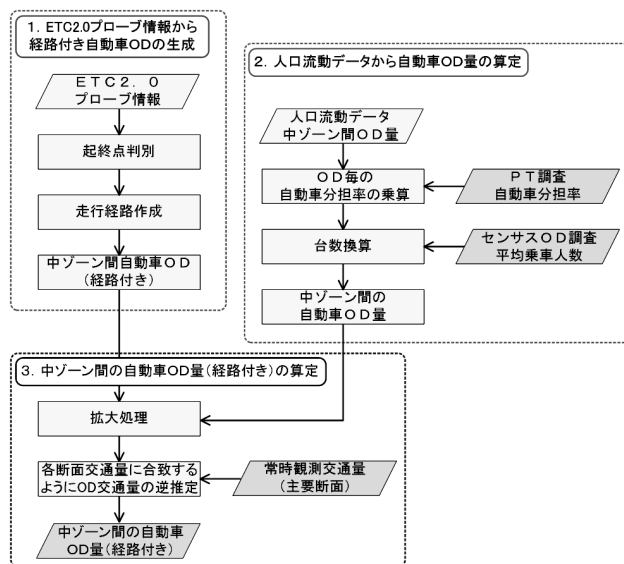 1. ETC2.0プローブ情報から
経路付き自動車ODの生成
ETC2.0
プローブ情報
起終点判別
走行経路作成
中ゾーン間自動車OD
(経路付き)
2. 人口流動データから自動車OD量の算定
人口流動データ
中ゾーン間OD量
OD毎の
自動車分担率の乗算
PT調査
自動車分担率
台数換算
センサスOD調査
平均乗車人数
中ゾーン間の
自動車OD量
3. 中ゾーン間の自動車OD量(経路付き)の算定
拡大処理
各断面交通量に合致する
ようにOD交通量の逆推定
常時観測交通量
(主要断面)
中ゾーン間の自動車
OD量(経路付き)